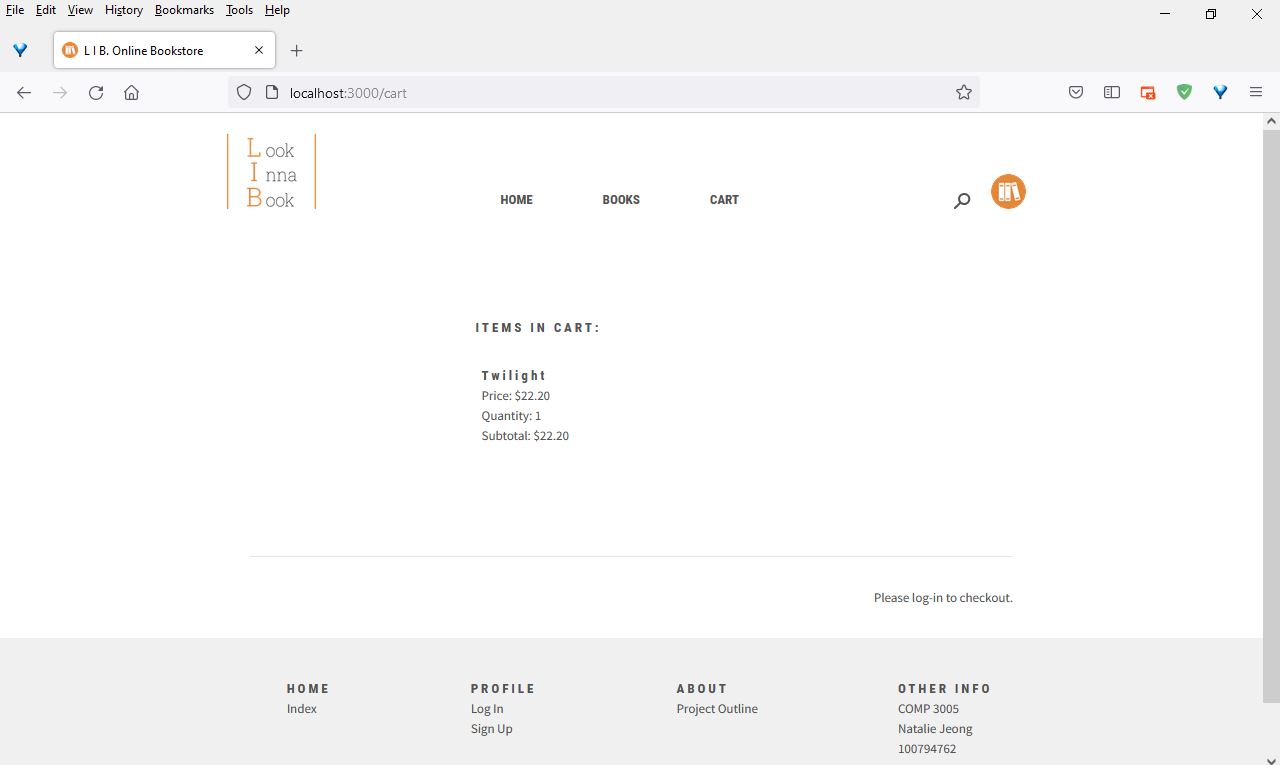 File Edit View History Bookmarks Tools Help
L I B. Online Bookstore
localhost:3000/cart
Look
Inna
Book
HOME BOOKS CART
ITEMS IN CART:
Twilight
Price: $22.20
Quantity: 1
Subtotal: $22.20
Please log-in to checkout.
HOME
Index
PROFILE
Log In
Sign Up
ABOUT
Project Outline
OTHER INFO
COMP 3005
Natalie Jeong
100794762